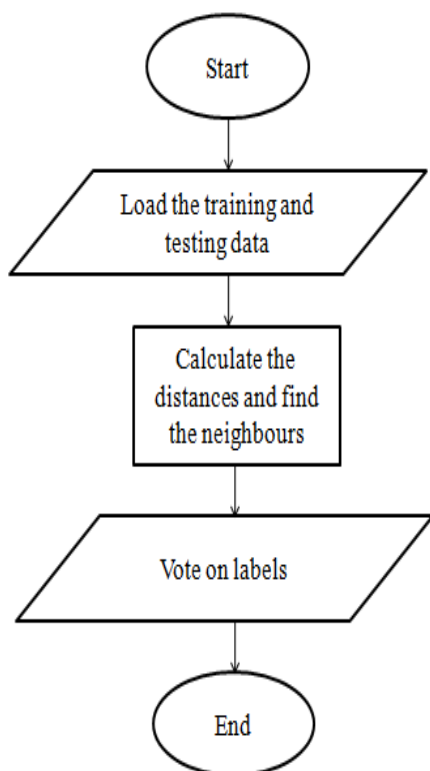 Start
Load the training and
testing data
Calculate the
distances and find
the neighbours
Vote on labels
End